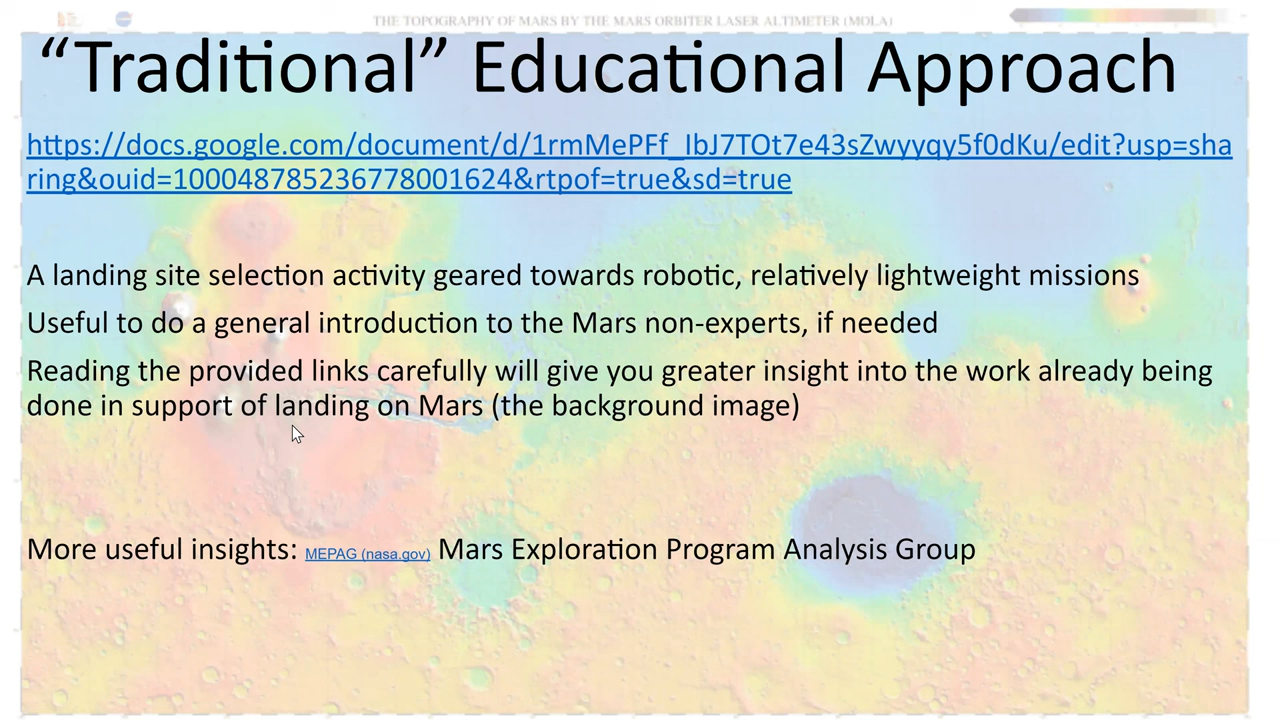 THE TOPOGRAPHY OF MARS BY THE MARS ORBITER LASER ALTIMETER (MOLA)
“Traditional” Educational Approach
https://docs.google.com/document/d/1rmMePFf_IbJ7TOt7e43sZwyyqy5f0dKu/edit?usp=sha
ring&ouid=100048785236778001624&rtpof=true&sd=true
A landing site selection activity geared towards robotic, relatively lightweight missions
Useful to do a general introduction to the Mars non-experts, if needed
Reading the provided links carefully will give you greater insight into the work already being
done in support of landing on Mars (the background image)
More useful insights: MEPAG (nasa.gov) Mars Exploration Program Analysis Group